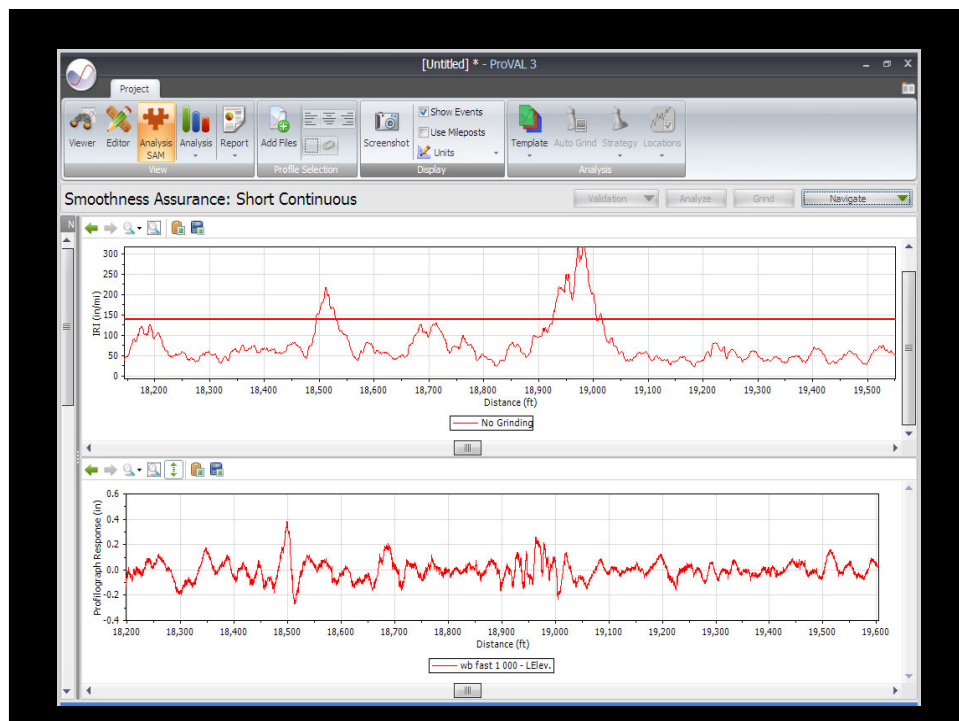 [Untitled] * - ProVAL 3
Project
Viewer Editor Analysis SAM Analysis Report
View
Add Files
Profile Selection
Screenshot
Show Events
Use Mileposts
Units
Display
Template Auto Grind Strategy Locations
Analysis
Smoothness Assurance: Short Continuous
Validation Analyze Grind Navigate
N
IRI (in/mi)
300
250
200
150
100
50
0
18,200 18,300 18,400 18,500 18,600 18,700 18,800 18,900 19,000 19,100 19,200 19,300 19,400 19,500
Distance (ft)
No Grinding
Profilograph Response (in)
0.6
0.4
0.2
0.0
-0.2
-0.4
18,200 18,300 18,400 18,500 18,600 18,700 18,800 18,900 19,000 19,100 19,200 19,300 19,400 19,500 19,600
Distance (ft)
wb fast 1 000 - LElev.